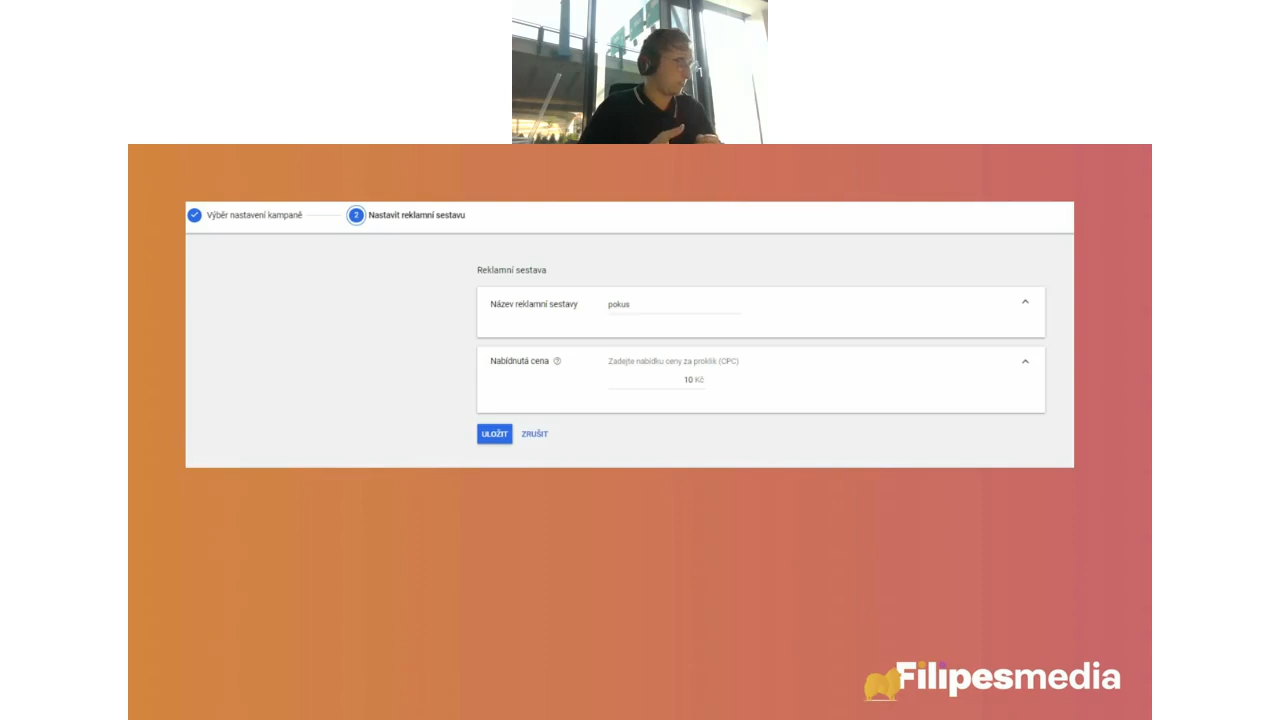 Výběr nastavení kampaně
2 Nastavit reklamní sestavu
Reklamní sestava
Název reklamní sestavy pokus
Nabídnutá cena Zadejte nabídku ceny za proklik (CPC)
10 Kč
ULOŽIT ZRUŠIT
Filipesmedia